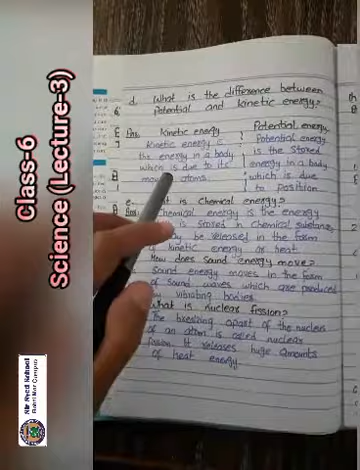 Class-6
Science (Lecture-3)
d. What is the difference between
Potential and Kinetic energy?
Ans. Kinetic energy
Kinetic energy is
the energy in a body
which is due to its
atoms.
Potential energy
Potential energy
is the stored
energy in a body
which is due
to position
e. What is Chemical energy?
Ans Chemical energy is the energy
is stored in chemical substance
be released in the form
of kinetic energy or heat
How does Sound energy move?
Sound energy moves in the form
of Sound waves which are produced
by vibrating bodies.
What is nuclear fission?
The breaking apart of the nucleus
of an atom is called nuclear
It releases huge amounts
of heat energy